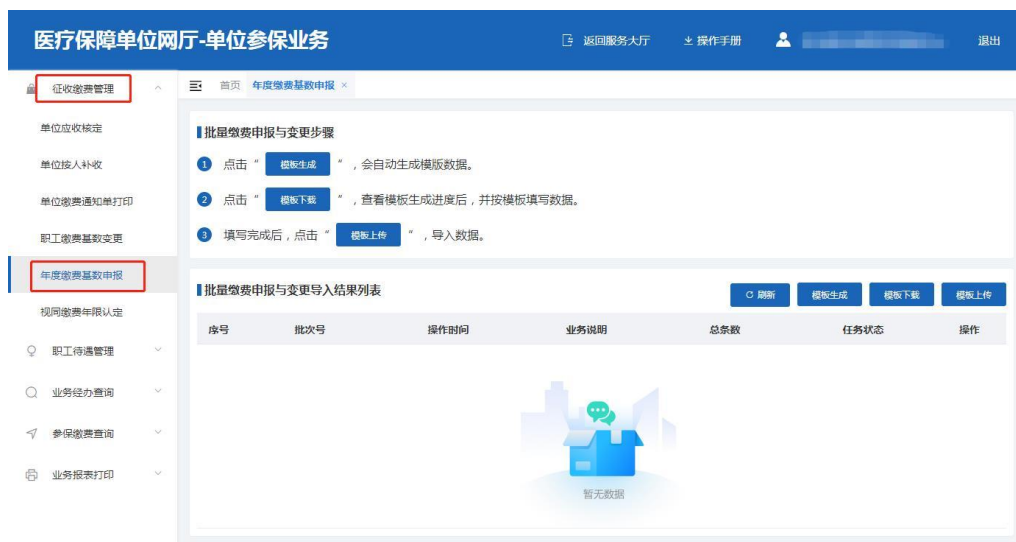 医疗保障单位网厅-单位参保业务
返回服务大厅
操作手册
退出
征收缴费管理
首页 年度缴费基数申报 ×
单位应收核定
单位按人补收
单位缴费通知单打印
职工缴费基数变更
年度缴费基数申报
视同缴费年限认定
职工待遇管理
业务经办查询
参保缴费查询
业务报表打印
批量缴费申报与变更步骤
1 点击“ 模板生成 ”，会自动生成模版数据。
2 点击“ 模板下载 ”，查看模板生成进度后，并按模板填写数据。
3 填写完成后，点击“ 模板上传 ”，导入数据。
批量缴费申报与变更导入结果列表
刷新 模板生成 模板下载 模板上传
序号 批次号 操作时间 业务说明 总条数 任务状态 操作
暂无数据